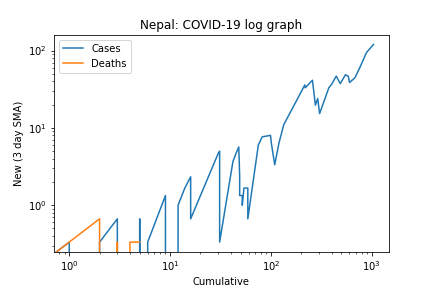 Nepal: COVID-19 log graph
Cases
Deaths
New (3 day SMA)
10²
10¹
10⁰
10⁰ 10¹ 10² 10³
Cumulative